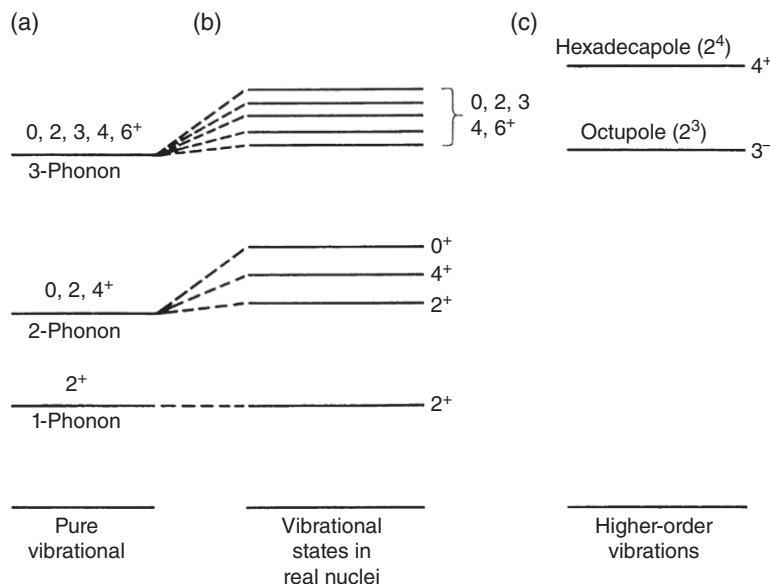 (a)
(b)
(c)
Hexadecapole (2⁴)
4⁺
0, 2, 3
4, 6⁺
0, 2, 3, 4, 6⁺
3-Phonon
Octupole (2³)
3⁻
0⁺
4⁺
2⁺
0, 2, 4⁺
2-Phonon
2⁺
1-Phonon
2⁺
Pure
vibrational
Vibrational
states in
real nuclei
Higher-order
vibrations